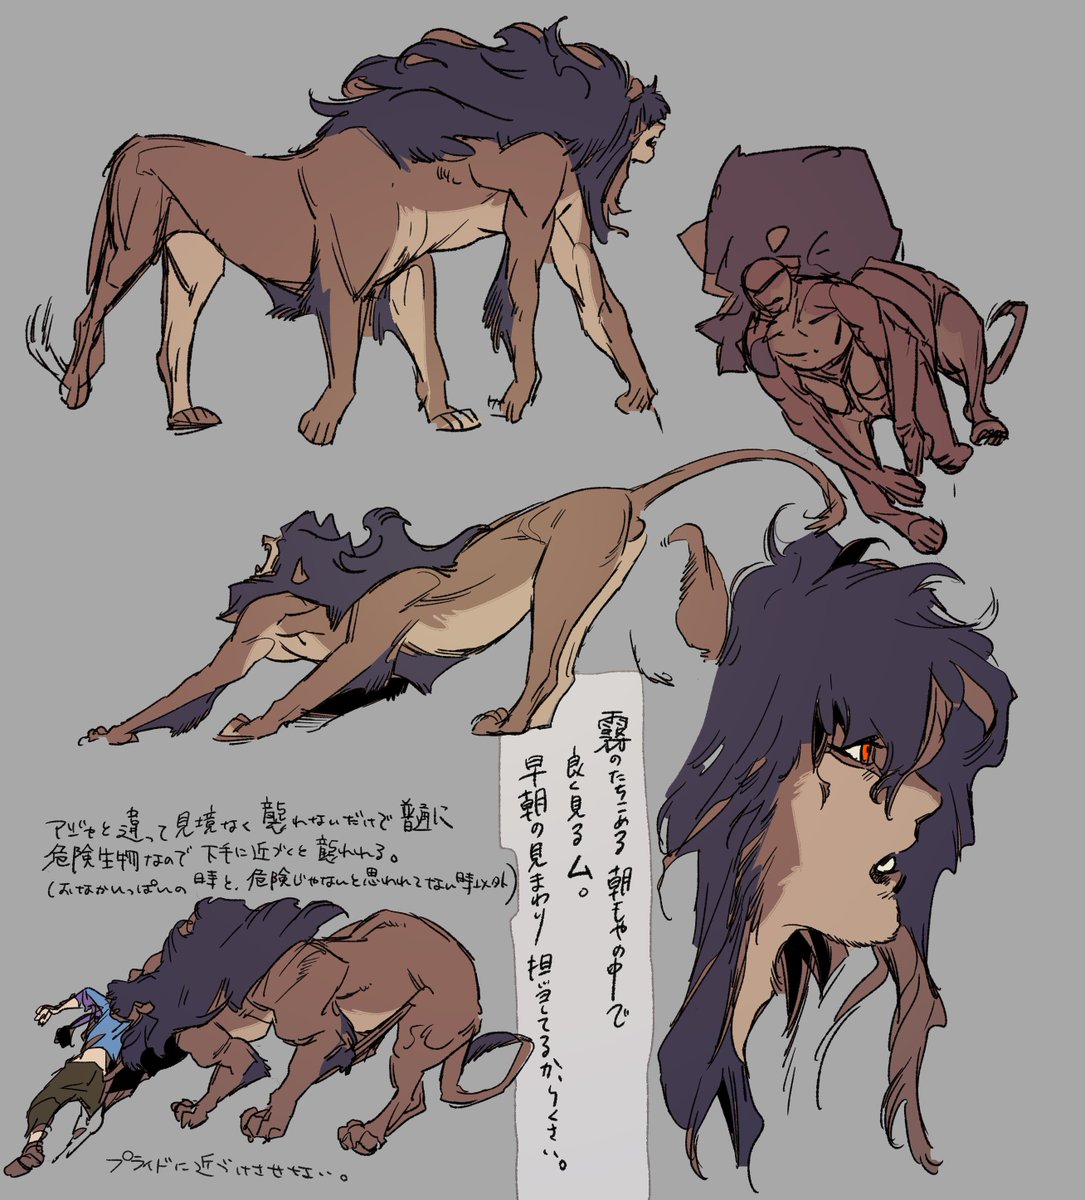 霧のたちこめる朝もやの中で
良く見るム。
早朝の見まわり担当してるからくさい。
アジャと違って見境なく襲わないだけで普通に
危険生物なので下手に近づくと襲われる。
(おなかいっぱいの時と、危険じゃないと思われてない時以外)
プライドに近づけさせない。